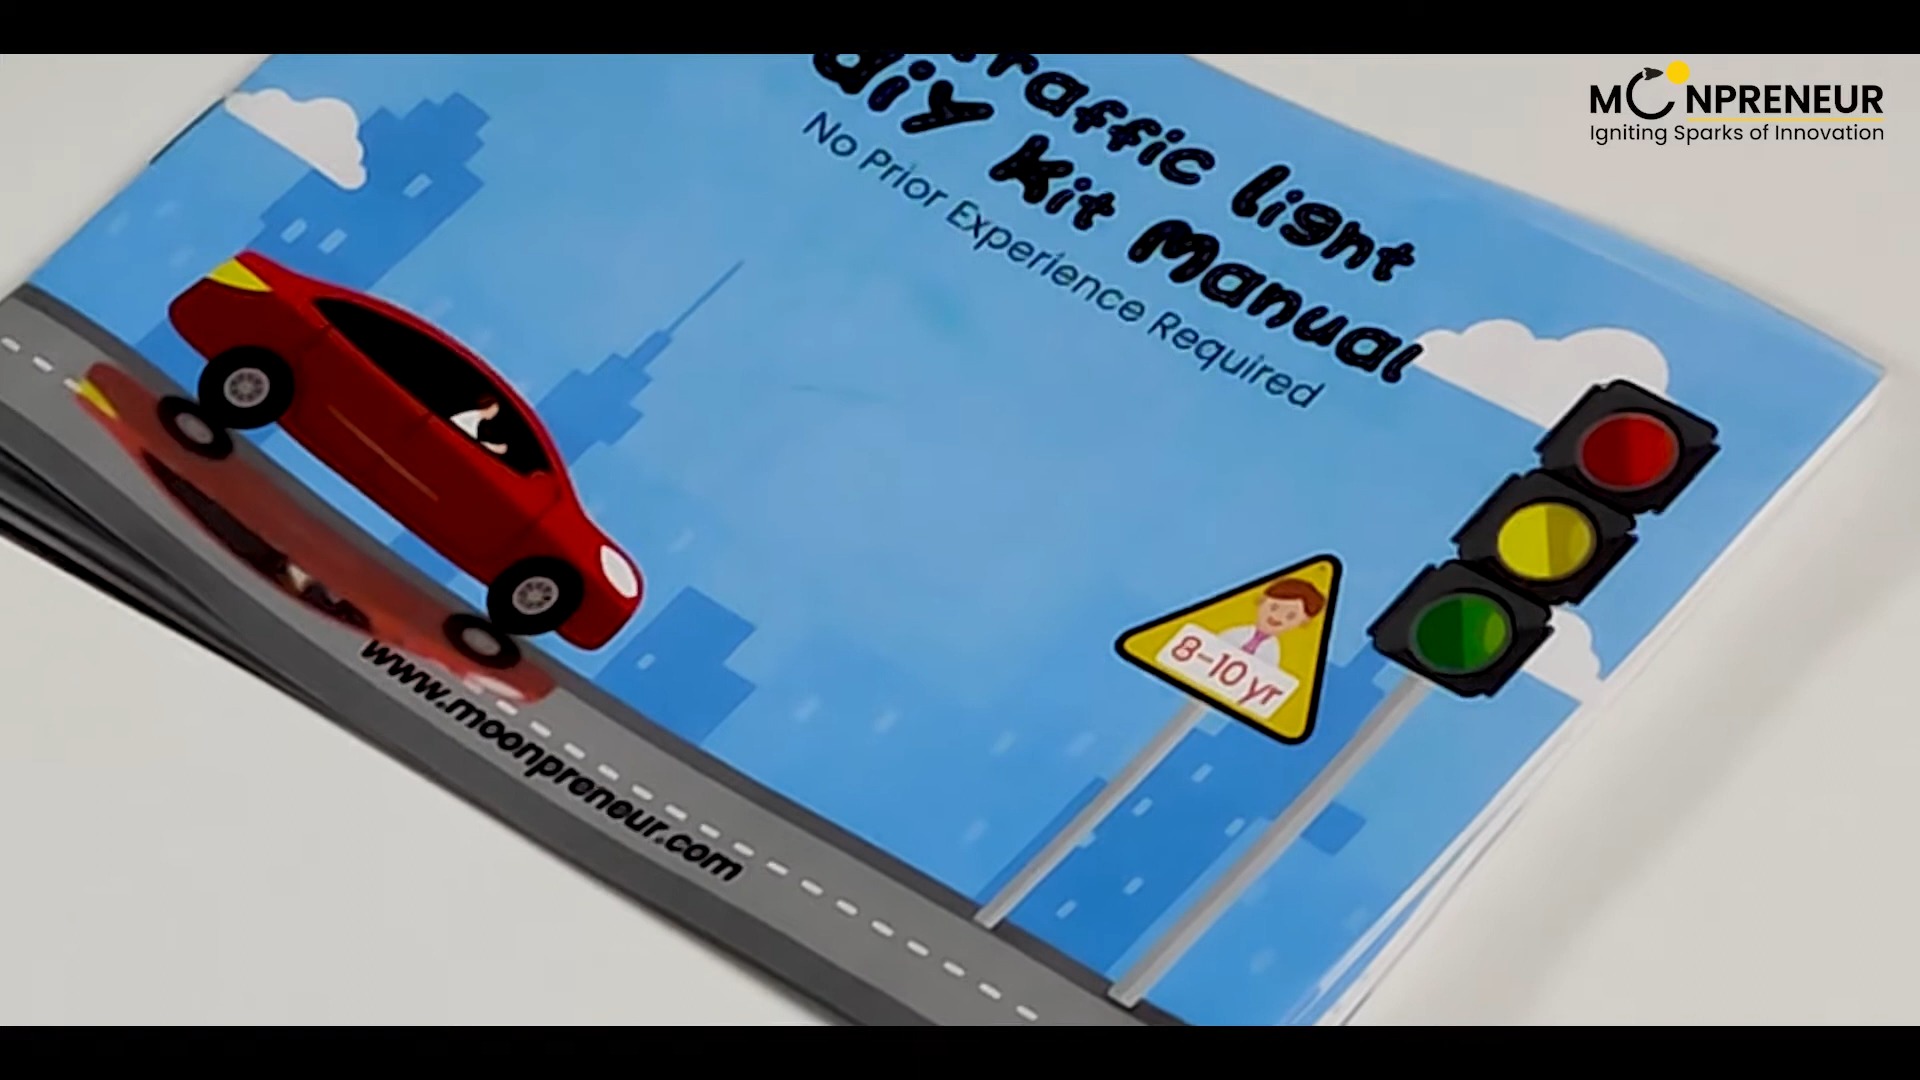 MOONPRENEUR
Igniting Sparks of Innovation
Traffic light
diy Kit Manual
No Prior Experience Required
8-10 yr
www.moonpreneur.com